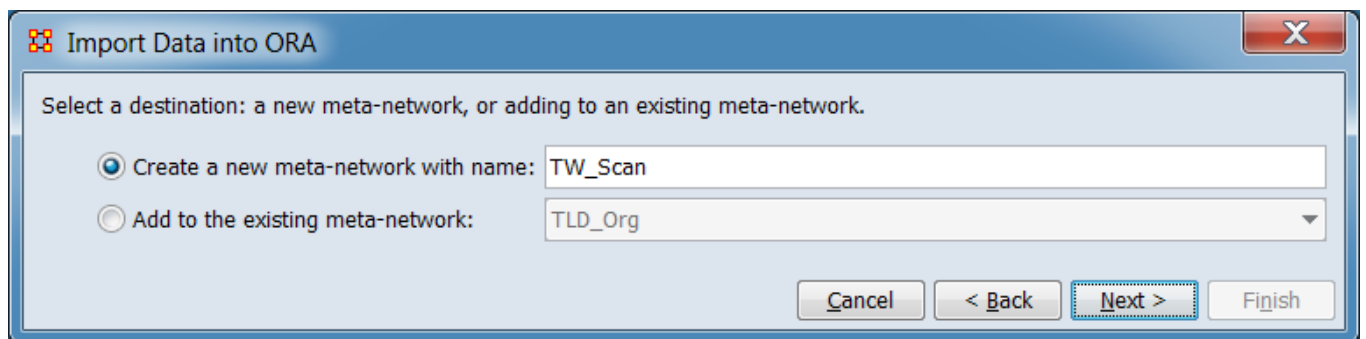 Import Data into ORA
Select a destination: a new meta-network, or adding to an existing meta-network.
Create a new meta-network with name: TW_Scan
Add to the existing meta-network: TLD_Org
Cancel < Back Next > Finish